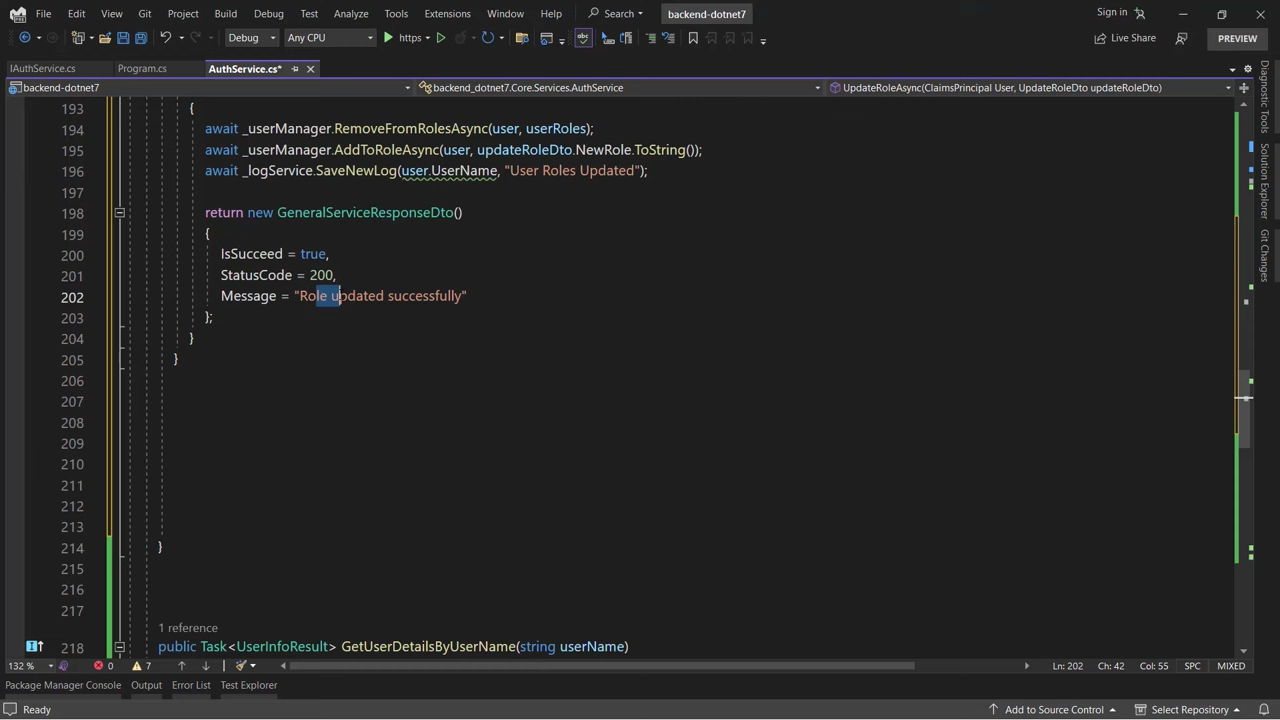 File Edit View Git Project Build Debug Test Analyze Tools Extensions Window Help Search backend-dotnet7 Sign in
Debug Any CPU https Live Share PREVIEW
IAuthService.cs Program.cs AuthService.cs*
backend-dotnet7 backend_dotnet7.Core.Services.AuthService UpdateRoleAsync(ClaimsPrincipal User, UpdateRoleDto updateRoleDto)
193 {
194 await _userManager.RemoveFromRolesAsync(user, userRoles);
195 await _userManager.AddToRoleAsync(user, updateRoleDto.NewRole.ToString());
196 await _logService.SaveNewLog(user.UserName, "User Roles Updated");
197
198 return new GeneralServiceResponseDto()
199 {
200 IsSucceed = true,
201 StatusCode = 200,
202 Message = "Role updated successfully"
203 };
204 }
205 }
206
207
208
209
210
211
212
213
214 }
215
216
217
1 reference
218 public Task<UserInfoResult> GetUserDetailsByUserName(string userName)
132 % 0 7 Ln: 202 Ch: 42 Col: 55 SPC MIXED
Package Manager Console Output Error List Test Explorer
Ready Add to Source Control Select Repository
Diagnostic Tools
Solution Explorer
Git Changes